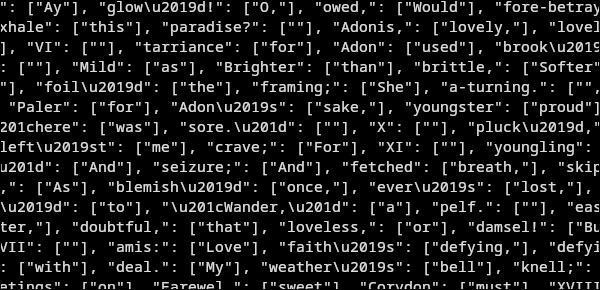 ": ["Ay"], "glow\u2019d!": ["O,"], "owed,": ["Would"], "fore-betray
xhale": ["this"], "paradise?": [""], "Adonis,": ["lovely,"], "lovel
], "VI": [""], "tarriance": ["for"], "Adon": ["used"], "brook\u2019
: [""], "Mild": ["as"], "Brighter": ["than"], "brittle,": ["Softer"
"], "foil\u2019d": ["the"], "framing;": ["She"], "a-turning.": ["",
"Paler": ["for"], "Adon\u2019s": ["sake,"], "youngster": ["proud"]
201chere": ["was"], "sore.\u201d": [""], "X": [""], "pluck\u2019d,"
left\u2019st": ["me"], "crave;": ["For"], "XI": [""], "youngling":
u201d": ["And"], "seizure;": ["And"], "fetched": ["breath,"], "skip
,": ["As"], "blemish\u2019d": ["once,"], "ever\u2019s": ["lost,"],
\u2019d": ["to"], "\u201cWander,\u201d": ["a"], "pelf.": [""], "eas
ter,"], "doubtful,": ["that"], "loveless,": ["or"], "damsel!": ["Bu
VII": [""], "amis:": ["Love"], "faith\u2019s": ["defying,"], "defyi
: ["with"], "deal.": ["My"], "weather\u2019s": ["bell"], "knell;":
etings": ["on"], "Farewel.": ["sweet"], "Corydon": ["must"], "XVIII